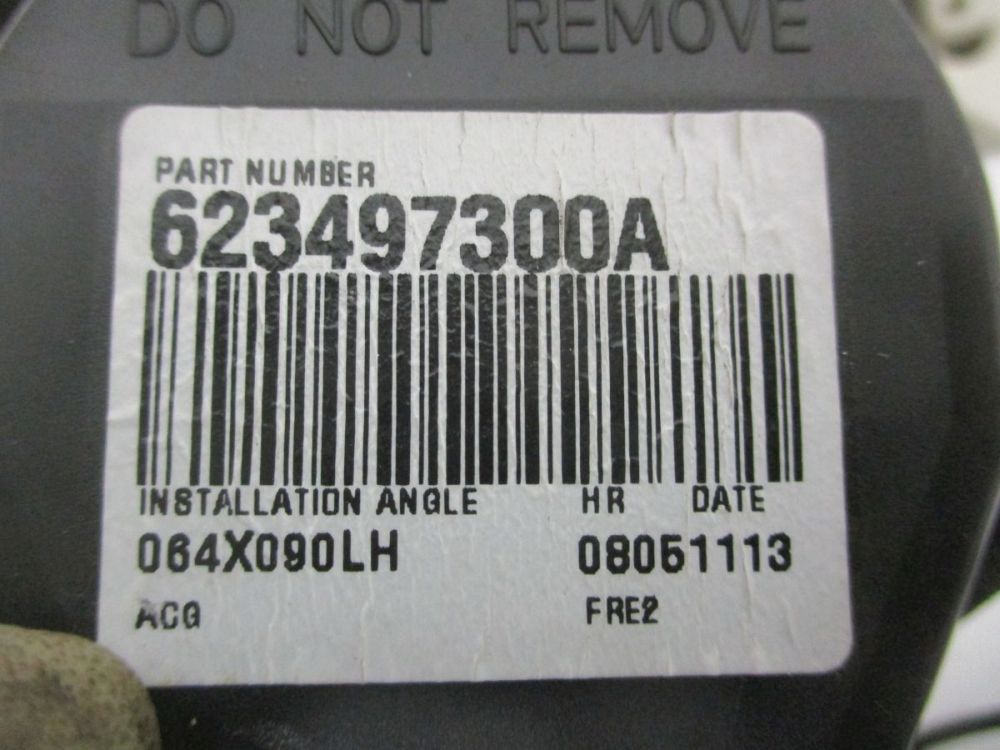 DO NOT REMOVE
PART NUMBER
623497300A
INSTALLATION ANGLE HR DATE
064X090LH 08051113
ACG FRE2